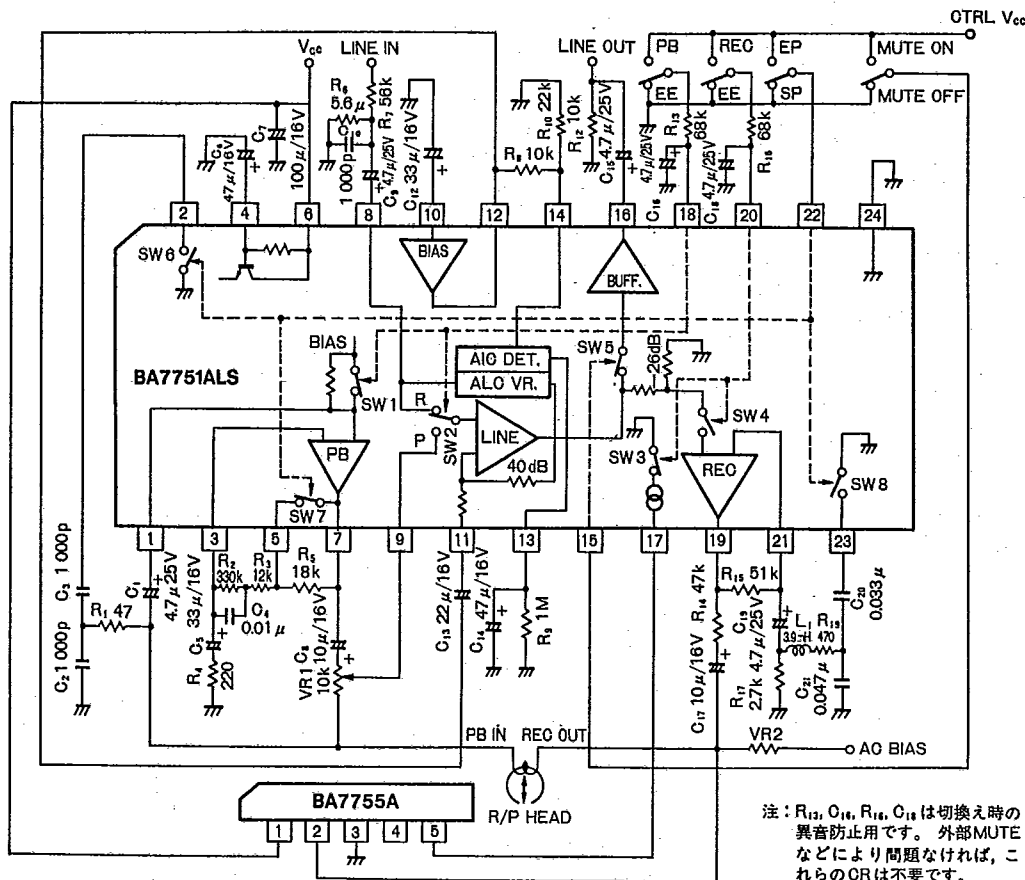 CTRL Vcc
Vcc
LINE IN
LINE OUT
PB
REC
EP
MUTE ON
EE
EE
SP
MUTE OFF
C7
100μ/16V
C6
47μ/16V
R6
5.6μ
R7 56k
C10
1000p
C9 4.7μ/25V
C12 33μ/16V
R8 10k
R10 22k
R12 10k
C15 4.7μ/25V
R13
68k
4.7μ/25V
C16
68k
R16
C18 4.7μ/25V
2
4
6
8
10
12
14
16
18
20
22
24
SW6
BIAS
BUFF.
BIAS
SW1
BA7751ALS
AIC DET.
ALC VR.
SW5
26dB
R
P
SW2
LINE
40dB
SW4
SW3
REC
SW8
PB
SW7
1
3
5
7
9
11
13
15
17
19
21
23
C3 1000p
R1 47
C2 1000p
C1
4.7μ 25V
33μ/16V
C5
R4
220
R2
330k
R3
12k
C4
0.01μ
R5
18k
C8
10μ/16V
VR1
10k
C13 22μ/16V
C14 47μ/16V
R9 1M
R14 47k
R15 51k
C17 10μ/16V
C19
4.7μ/25V
R17
2.7k
L1
3.9mH
R19
470
C20
0.033μ
C21
0.047μ
PB IN
REC OUT
VR2
AC BIAS
R/P HEAD
BA7755A
1
2
3
4
5
注：R13, C16, R16, C18 は切換え時の
異音防止用です。 外部MUTE
などにより問題なければ，こ
れらのCRは不要です。